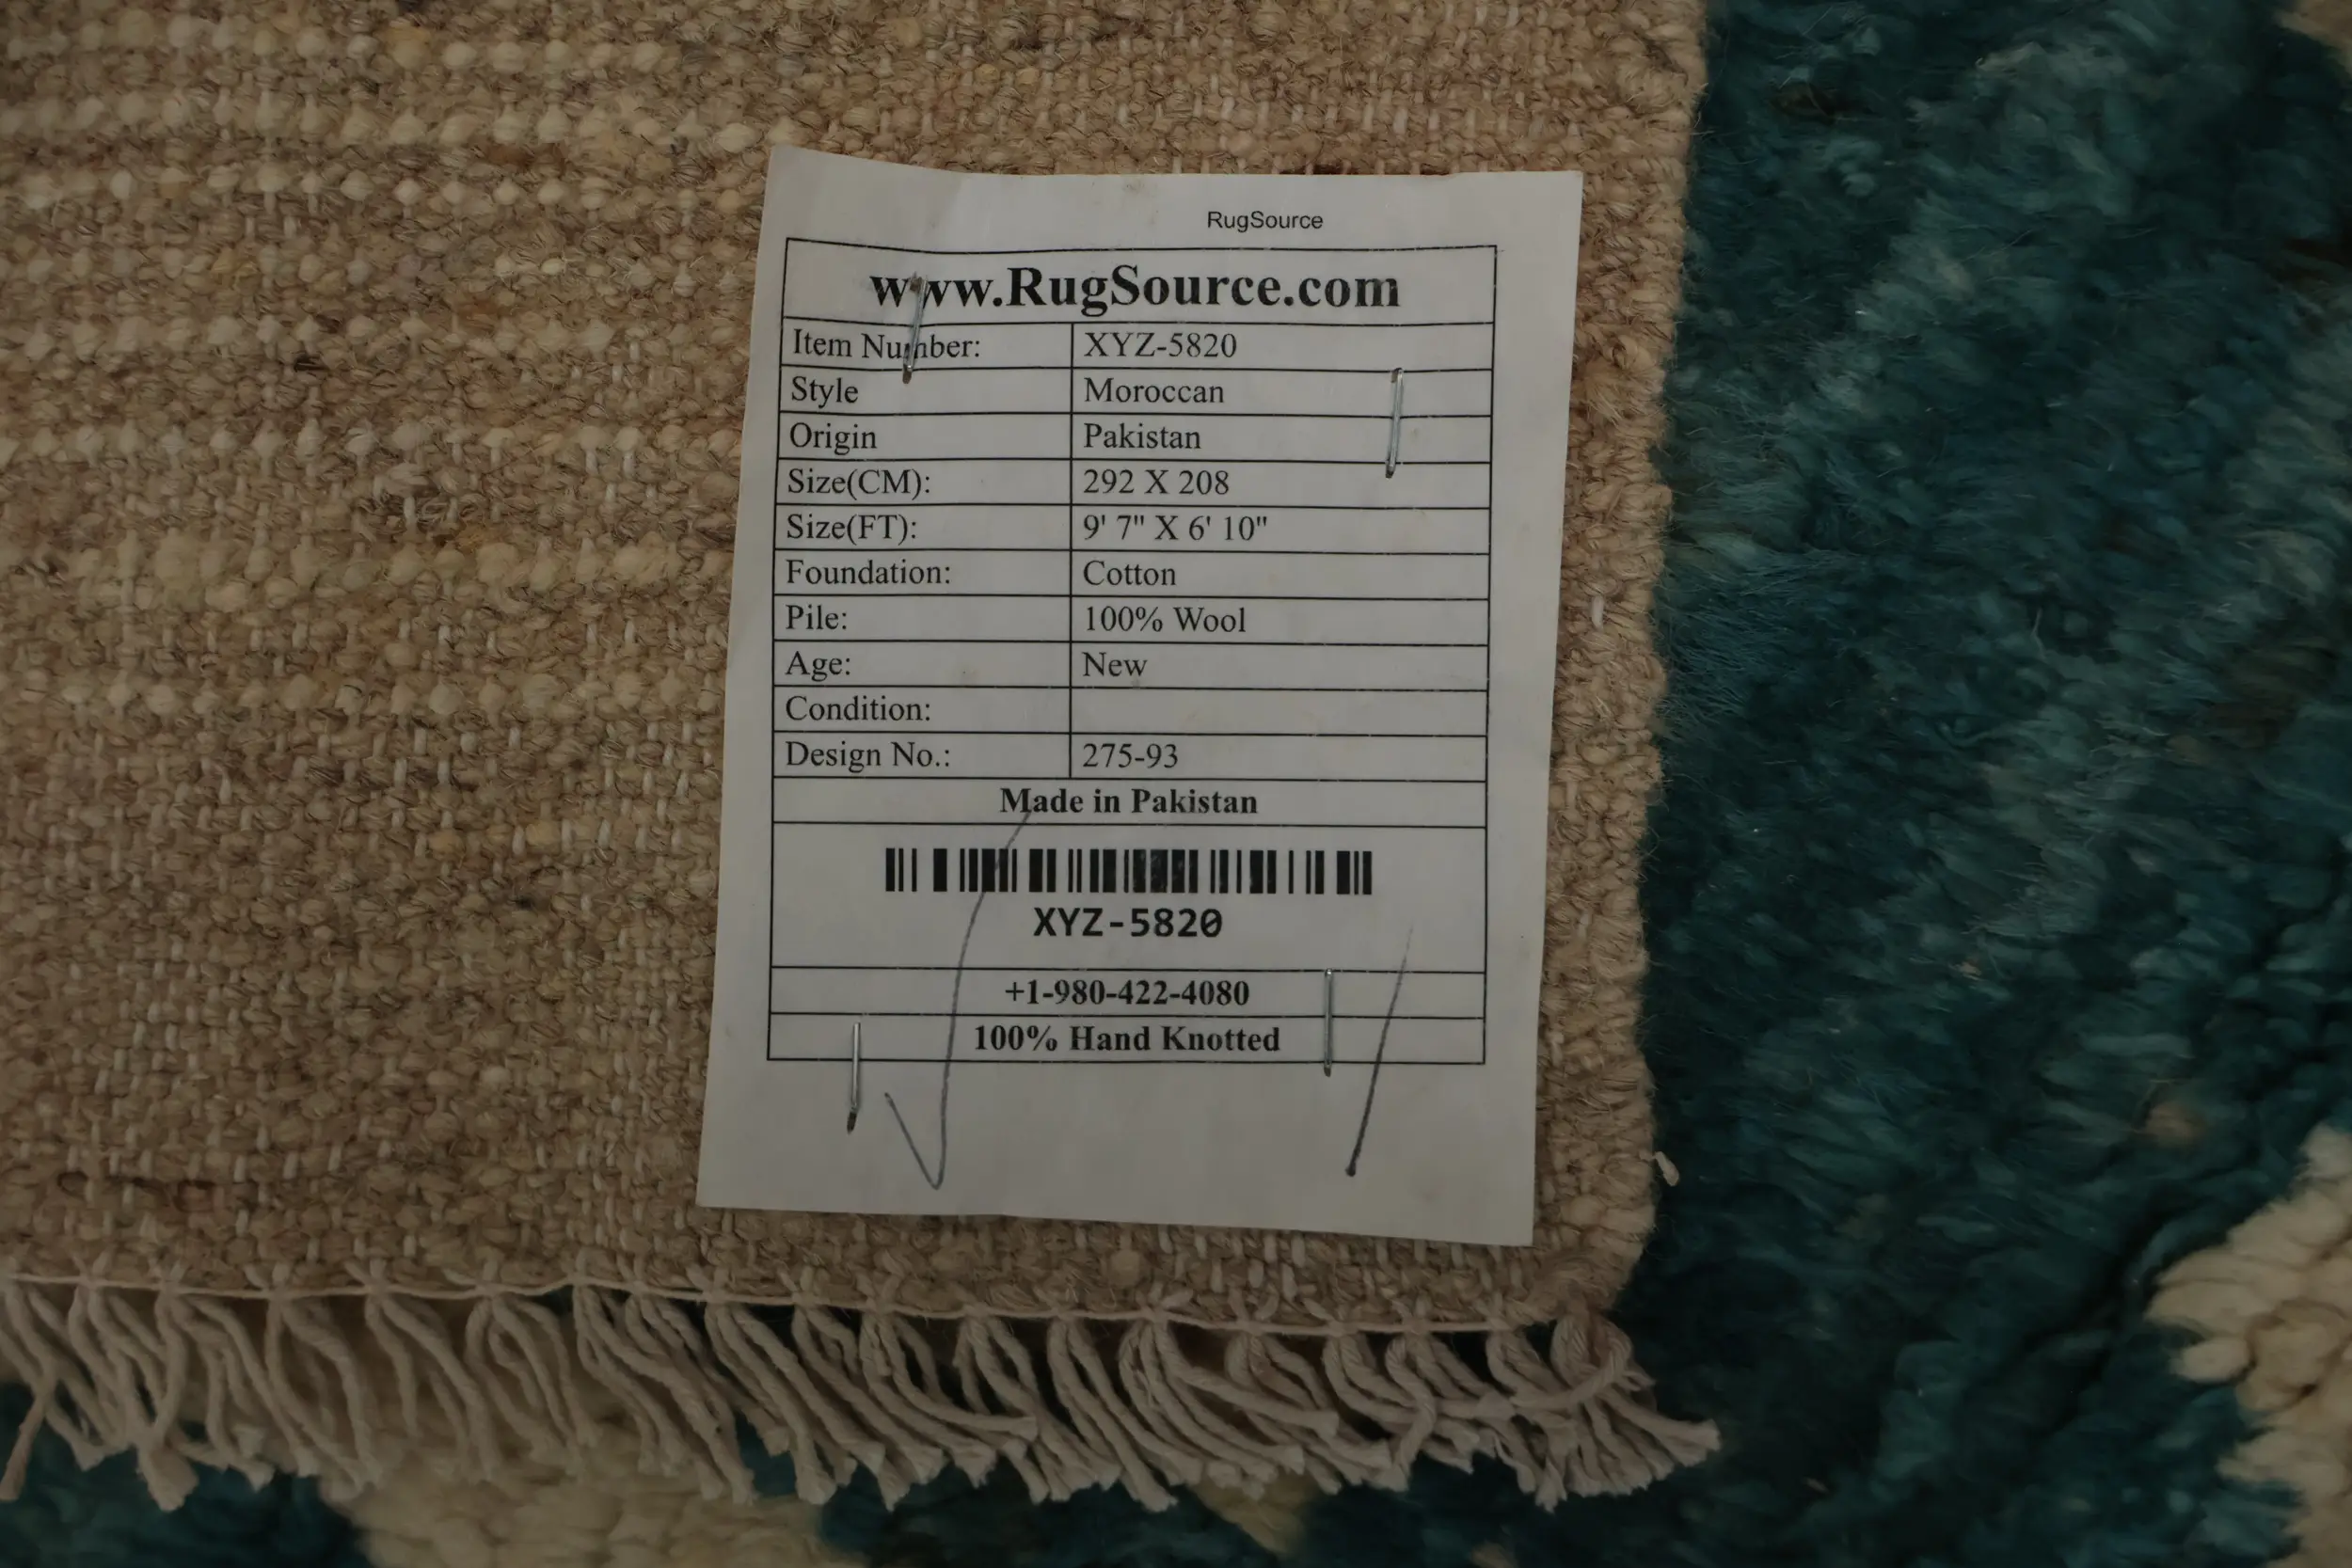 RugSource
www.RugSource.com
Item Number: XYZ-5820
Style Moroccan
Origin Pakistan
Size(CM): 292 X 208
Size(FT): 9' 7" X 6' 10"
Foundation: Cotton
Pile: 100% Wool
Age: New
Condition:
Design No.: 275-93
Made in Pakistan
XYZ-5820
+1-980-422-4080
100% Hand Knotted